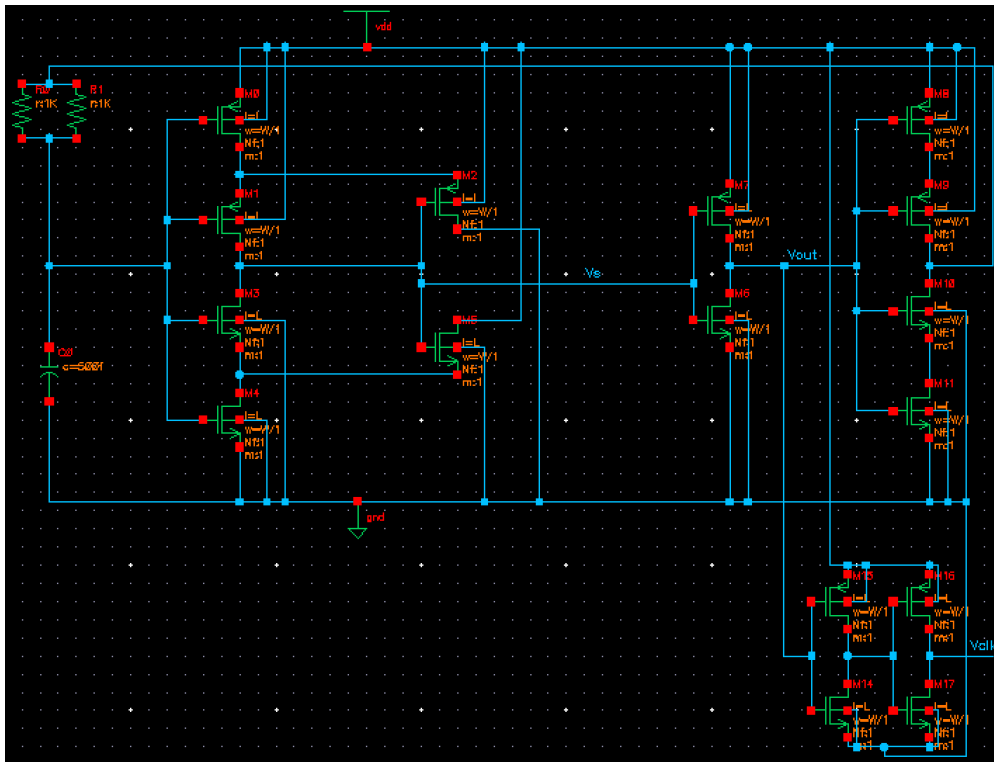 vdd
R0
r:1K
R1
r:1K
M0
l=L
w=W/1
Nf:1
m:1
M1
l=L
w=W/1
Nf:1
m:1
M2
l=L
w=W/1
Nf:1
m:1
M3
l=L
w=W/1
Nf:1
m:1
M4
l=L
w=W/1
Nf:1
m:1
M5
l=L
w=W/1
Nf:1
m:1
C0
c=500f
gnd
Vs
M7
l=L
w=W/1
Nf:1
m:1
M6
l=L
w=W/1
Nf:1
m:1
Vout
M8
l=L
w=W/1
Nf:1
m:1
M9
l=L
w=W/1
Nf:1
m:1
M10
l=L
w=W/1
Nf:1
m:1
M11
l=L
w=W/1
Nf:1
m:1
M15
l=L
w=W/1
Nf:1
m:1
M16
l=L
w=W/1
Nf:1
m:1
Vclk
M14
l=L
w=W/1
Nf:1
m:1
M17
l=L
w=W/1
Nf:1
m:1